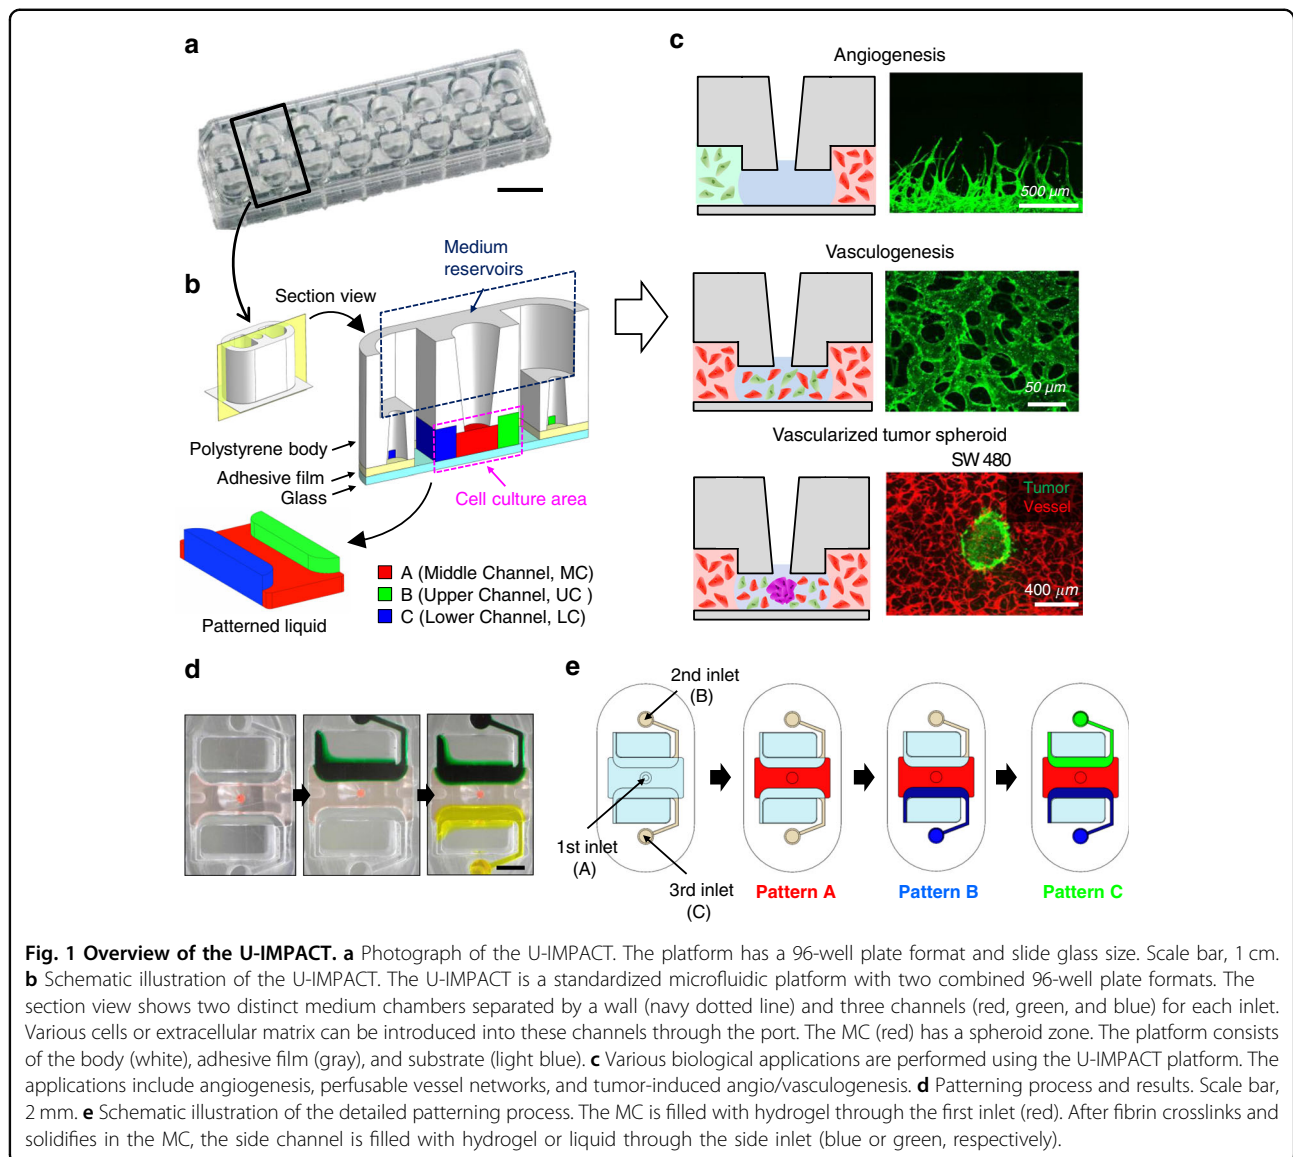 a
b
Section view
Medium
reservoirs
Polystyrene body
Adhesive film
Glass
Cell culture area
A (Middle Channel, MC)
B (Upper Channel, UC )
C (Lower Channel, LC)
Patterned liquid
c
Angiogenesis
500 μm
Vasculogenesis
50 μm
Vascularized tumor spheroid
SW 480
Tumor
Vessel
400 μm
d
e
2nd inlet
(B)
1st inlet
(A)
3rd inlet
(C)
Pattern A
Pattern B
Pattern C
Fig. 1 Overview of the U-IMPACT. a Photograph of the U-IMPACT. The platform has a 96-well plate format and slide glass size. Scale bar, 1 cm.
b Schematic illustration of the U-IMPACT. The U-IMPACT is a standardized microfluidic platform with two combined 96-well plate formats. The
section view shows two distinct medium chambers separated by a wall (navy dotted line) and three channels (red, green, and blue) for each inlet.
Various cells or extracellular matrix can be introduced into these channels through the port. The MC (red) has a spheroid zone. The platform consists
of the body (white), adhesive film (gray), and substrate (light blue). c Various biological applications are performed using the U-IMPACT platform. The
applications include angiogenesis, perfusable vessel networks, and tumor-induced angio/vasculogenesis. d Patterning process and results. Scale bar,
2 mm. e Schematic illustration of the detailed patterning process. The MC is filled with hydrogel through the first inlet (red). After fibrin crosslinks and
solidifies in the MC, the side channel is filled with hydrogel or liquid through the side inlet (blue or green, respectively).